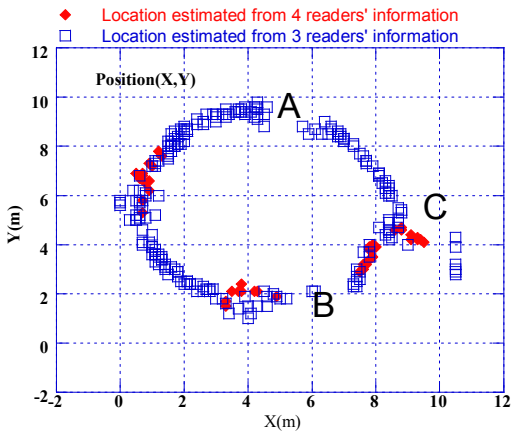 Location estimated from 4 readers' information
Location estimated from 3 readers' information
Position(X,Y)
A
B
C
Y(m)
12
10
8
6
4
2
0
-2
-2 0 2 4 6 8 10 12
X(m)